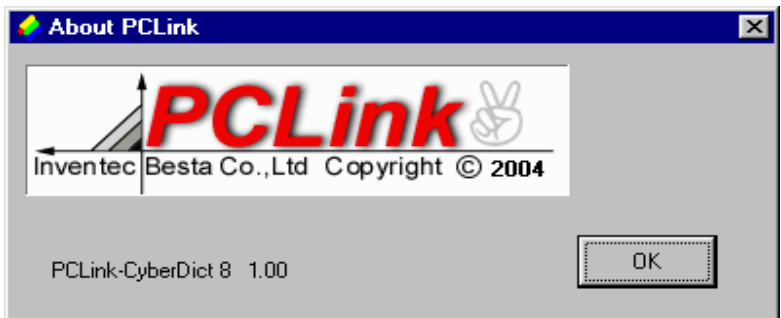 About PCLink
PCLink
Inventec Besta Co.,Ltd Copyright © 2004
PCLink-CyberDict 8 1.00
OK